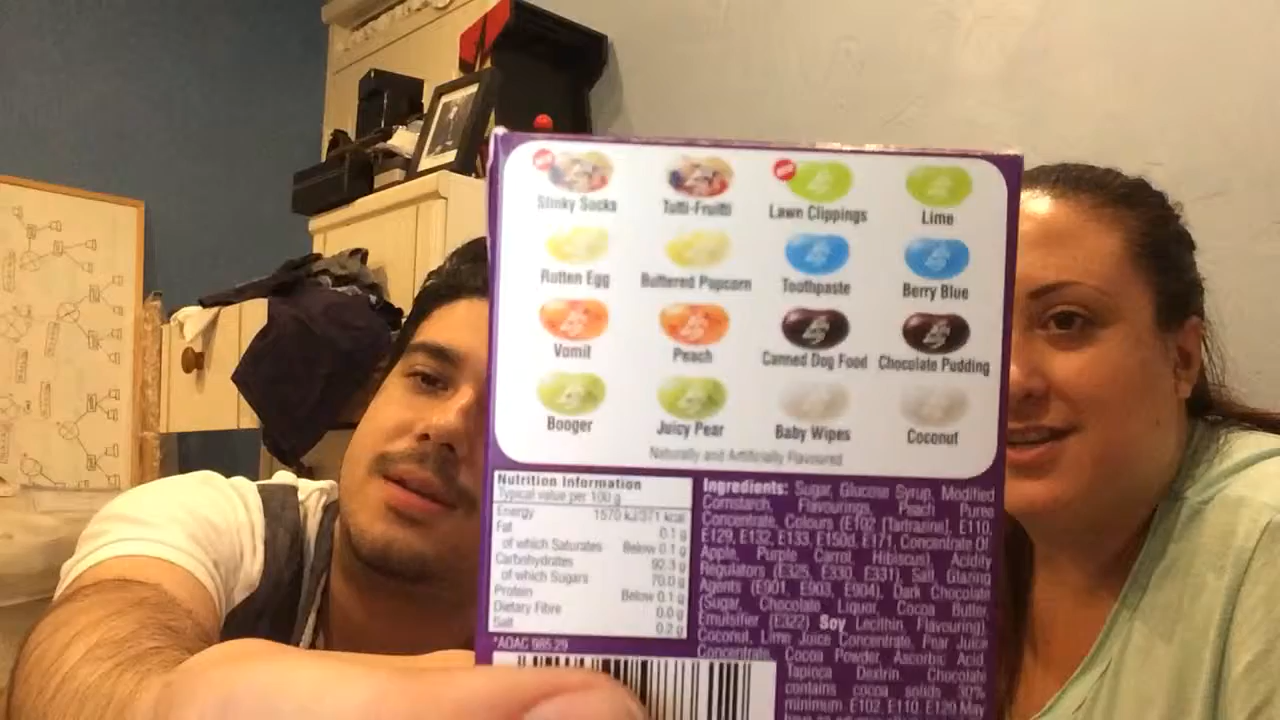 Stinky Socks Tutti-Fruitti Lawn Clippings Lime
Rotten Egg Buttered Popcorn Toothpaste Berry Blue
Vomit Peach Canned Dog Food Chocolate Pudding
Booger Juicy Pear Baby Wipes Coconut
Naturally and Artificially Flavoured
Nutrition Information
Typical value per 100 g
Energy 1570 kJ/371 kcal
Fat 0.1 g
of which Saturates Below 0.1 g
Carbohydrates 92.3 g
of which Sugars 70.0 g
Protein Below 0.1 g
Dietary Fibre 0.0 g
Salt 0.2 g
*AOAC 985.29
Ingredients: Sugar, Glucose Syrup, Modified
Cornstarch, Flavourings, Peach Puree
Concentrate, Colours (E102 [Tartrazine], E110,
E129, E132, E133, E150d, E171, Concentrate Of
Apple, Purple Carrot, Hibiscus), Acidity
Regulators (E325, E330, E331), Salt, Glazing
Agents (E901, E903, E904), Dark Chocolate
(Sugar, Chocolate Liquor, Cocoa Butter,
Emulsifier (E322) Soy Lecithin, Flavouring),
Coconut, Lime Juice Concentrate, Pear Juice
Concentrate, Cocoa Powder, Ascorbic Acid,
Tapioca Dextrin. Chocolate
contains cocoa solids 30%
minimum. E102, E110, E129 May